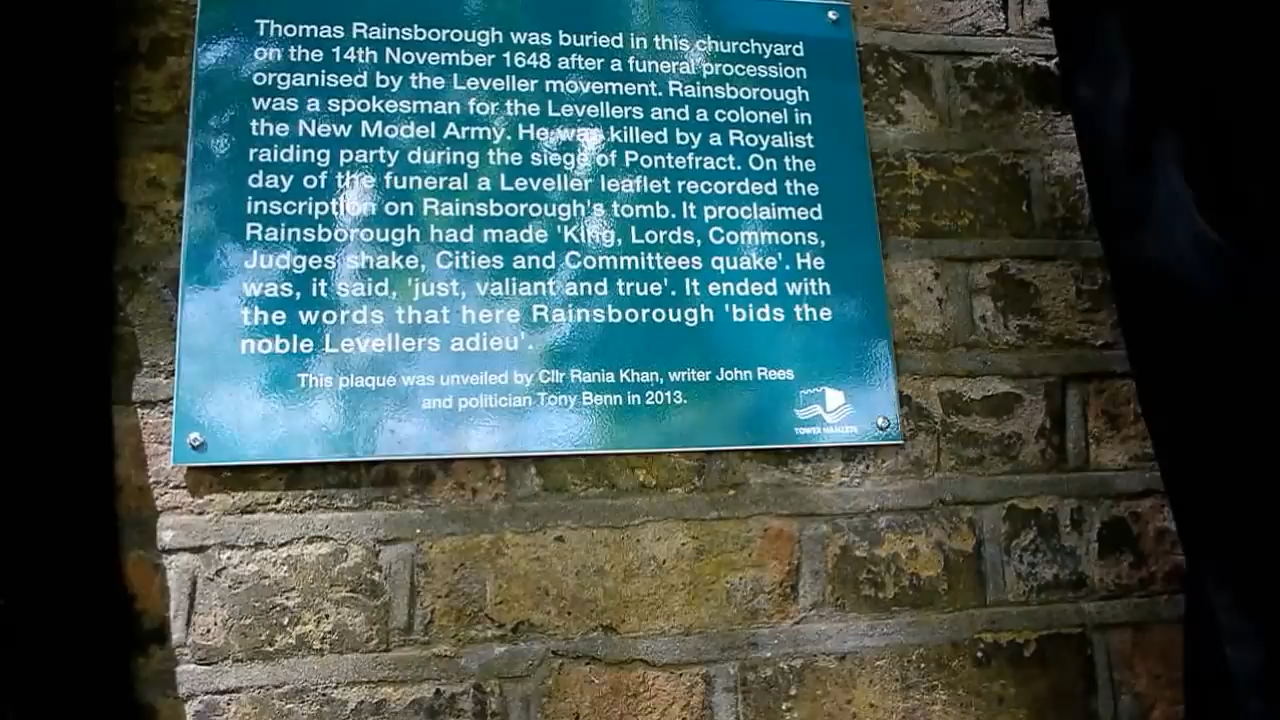 Thomas Rainsborough was buried in this churchyard
on the 14th November 1648 after a funeral procession
organised by the Leveller movement. Rainsborough
was a spokesman for the Levellers and a colonel in
the New Model Army. He was killed by a Royalist
raiding party during the siege of Pontefract. On the
day of the funeral a Leveller leaflet recorded the
inscription on Rainsborough's tomb. It proclaimed
Rainsborough had made 'King, Lords, Commons,
Judges shake, Cities and Committees quake'. He
was, it said, 'just, valiant and true'. It ended with
the words that here Rainsborough 'bids the
noble Levellers adieu'.
This plaque was unveiled by Cllr Rania Khan, writer John Rees
and politician Tony Benn in 2013.
TOWER HAMLETS